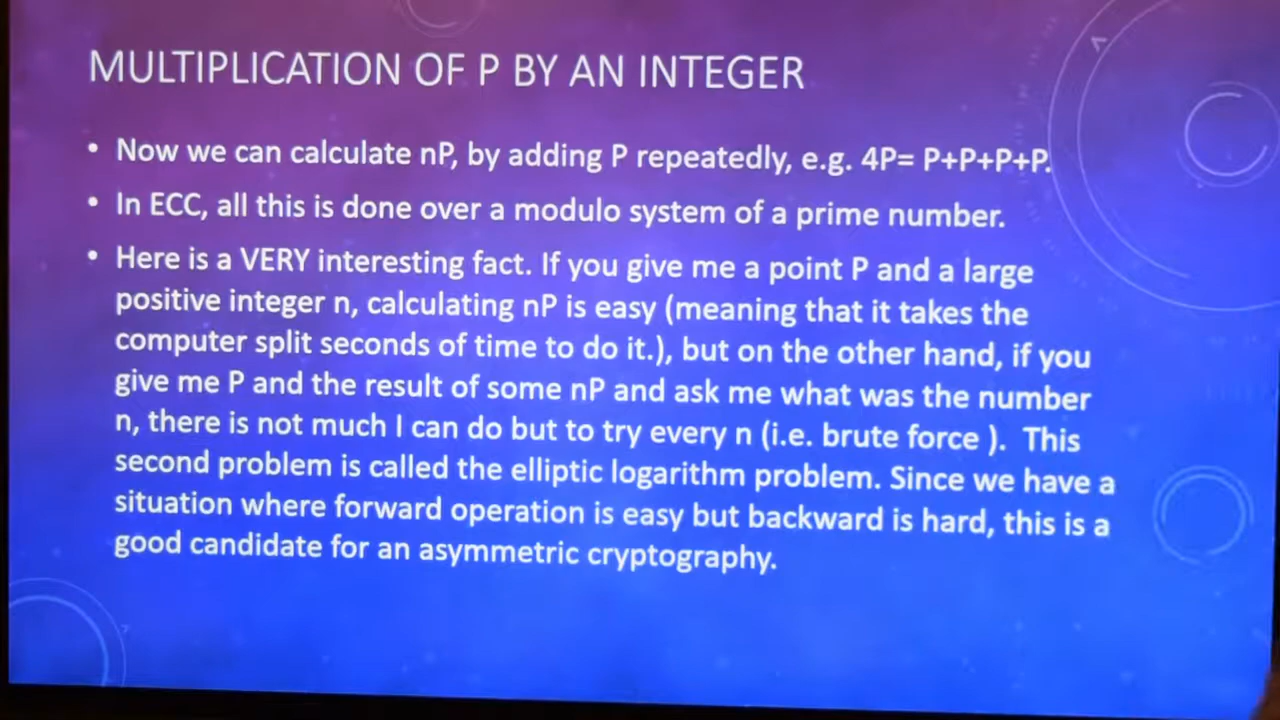 MULTIPLICATION OF P BY AN INTEGER
• Now we can calculate nP, by adding P repeatedly, e.g. 4P= P+P+P+P.
• In ECC, all this is done over a modulo system of a prime number.
• Here is a VERY interesting fact. If you give me a point P and a large
positive integer n, calculating nP is easy (meaning that it takes the
computer split seconds of time to do it.), but on the other hand, if you
give me P and the result of some nP and ask me what was the number
n, there is not much I can do but to try every n (i.e. brute force ).  This
second problem is called the elliptic logarithm problem. Since we have a
situation where forward operation is easy but backward is hard, this is a
good candidate for an asymmetric cryptography.